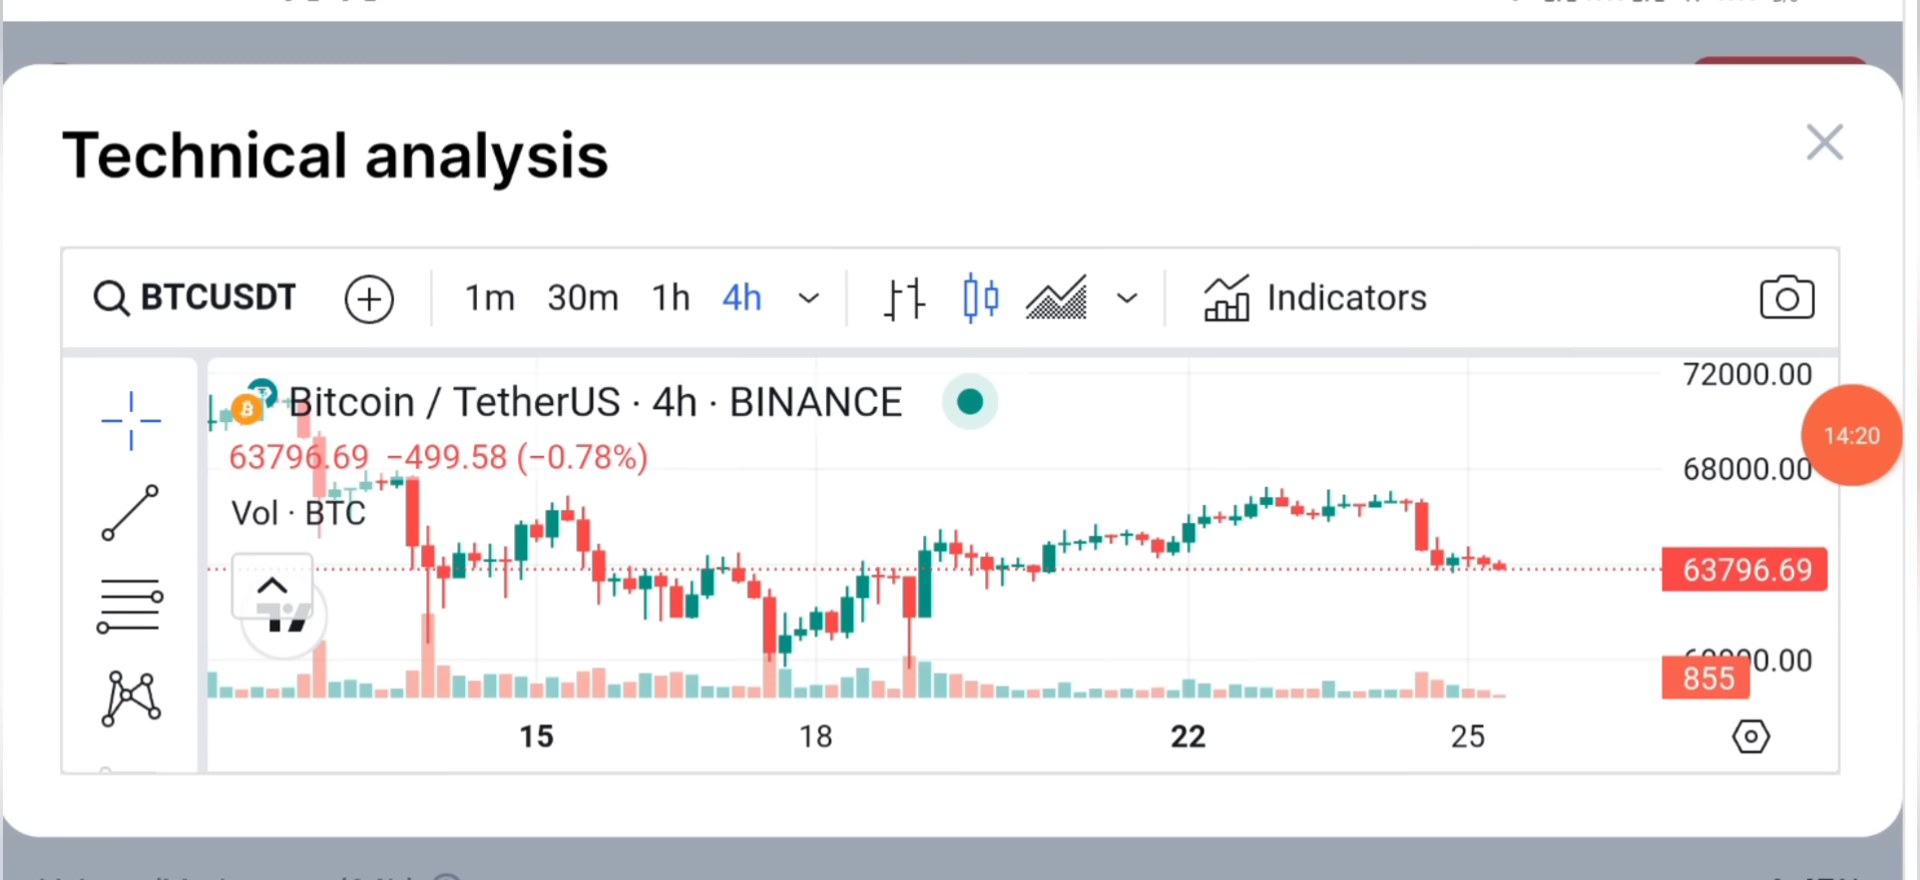 Technical analysis
BTCUSDT 1m 30m 1h 4h Indicators
Bitcoin / TetherUS · 4h · BINANCE
63796.69 −499.58 (−0.78%)
Vol · BTC
72000.00
14:20
68000.00
63796.69
855
15 18 22 25